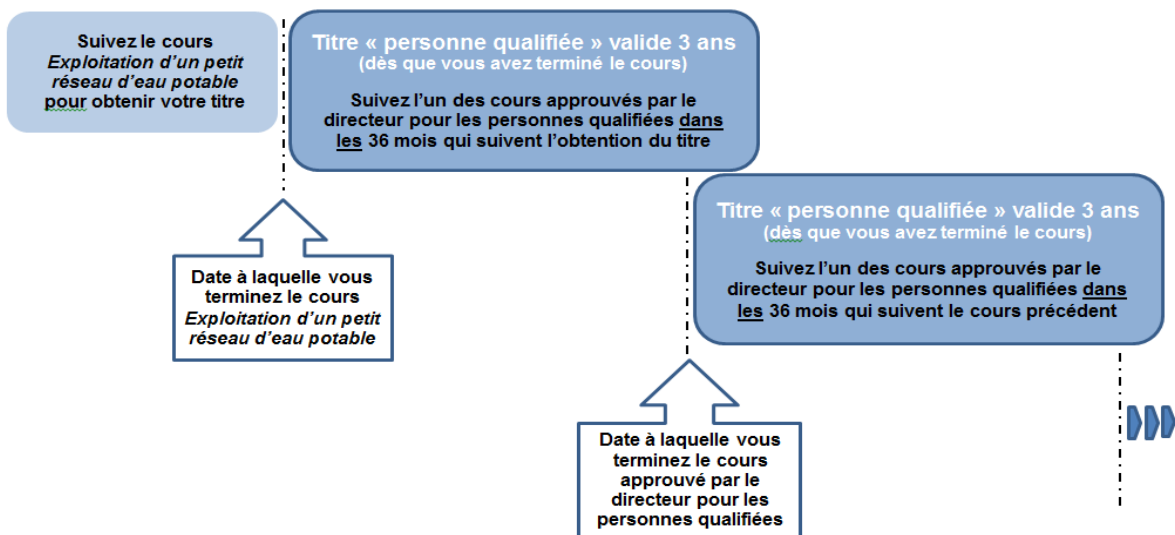 Suivez le cours
Exploitation d'un petit
réseau d'eau potable
pour obtenir votre titre
Titre « personne qualifiée » valide 3 ans
(dès que vous avez terminé le cours)
Suivez l'un des cours approuvés par le
directeur pour les personnes qualifiées dans
les 36 mois qui suivent l'obtention du titre
Titre « personne qualifiée » valide 3 ans
(dès que vous avez terminé le cours)
Suivez l'un des cours approuvés par le
directeur pour les personnes qualifiées dans
les 36 mois qui suivent le cours précédent
Date à laquelle vous
terminez le cours
Exploitation d'un petit
réseau d'eau potable
Date à laquelle vous
terminez le cours
approuvé par le
directeur pour les
personnes qualifiées